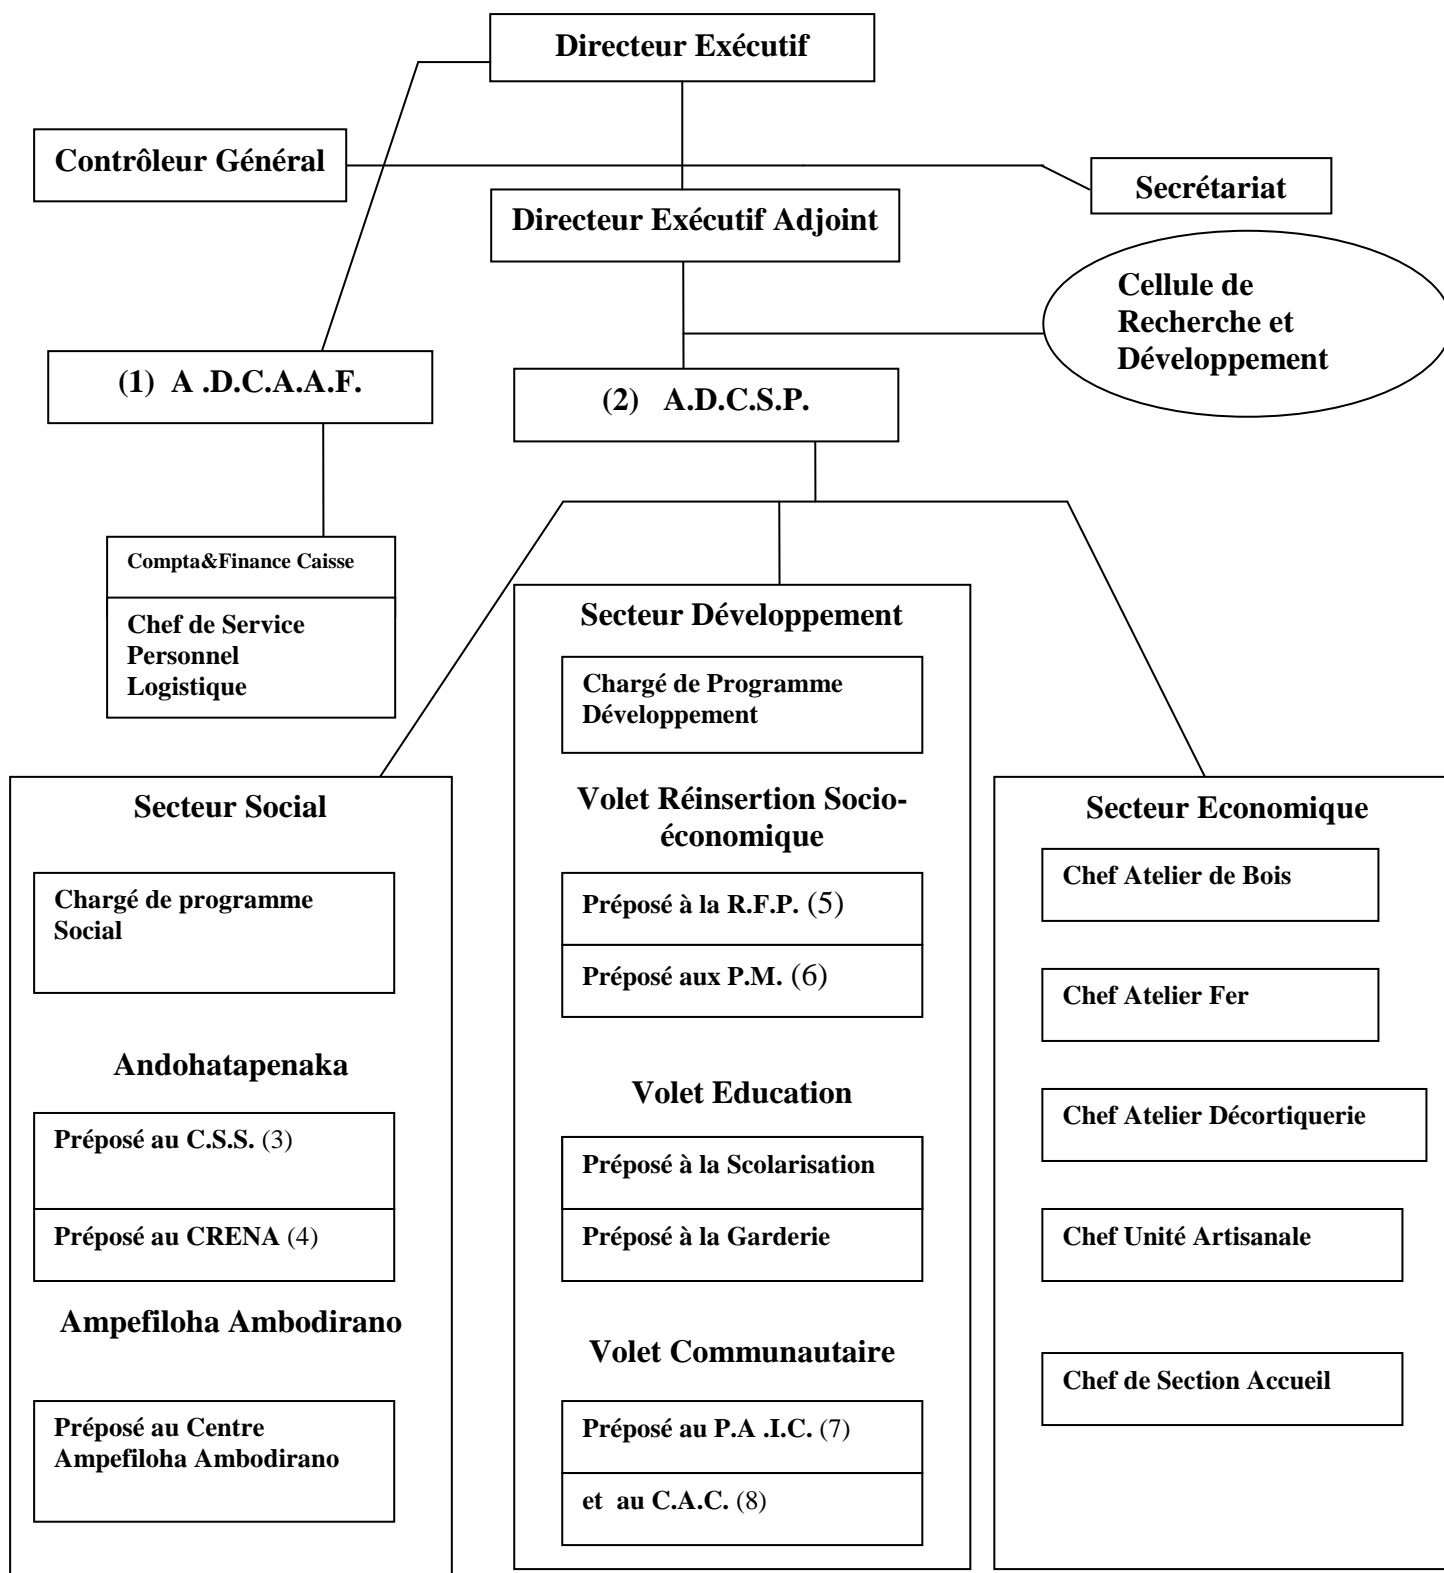 Directeur Exécutif
Contrôleur Général
Secrétariat
Directeur Exécutif Adjoint
Cellule de
Recherche et
Développement
(1) A .D.C.A.A.F.
(2) A.D.C.S.P.
Compta&Finance Caisse
Chef de Service
Personnel
Logistique
Secteur Social
Chargé de programme
Social
Andohatapenaka
Préposé au C.S.S. (3)
Préposé au CRENA (4)
Ampefiloha Ambodirano
Préposé au Centre
Ampefiloha Ambodirano
Secteur Développement
Chargé de Programme
Développement
Volet Réinsertion Socio-
économique
Préposé à la R.F.P. (5)
Préposé aux P.M. (6)
Volet Education
Préposé à la Scolarisation
Préposé à la Garderie
Volet Communautaire
Préposé au P.A .I.C. (7)
et au C.A.C. (8)
Secteur Economique
Chef Atelier de Bois
Chef Atelier Fer
Chef Atelier Décortiquerie
Chef Unité Artisanale
Chef de Section Accueil